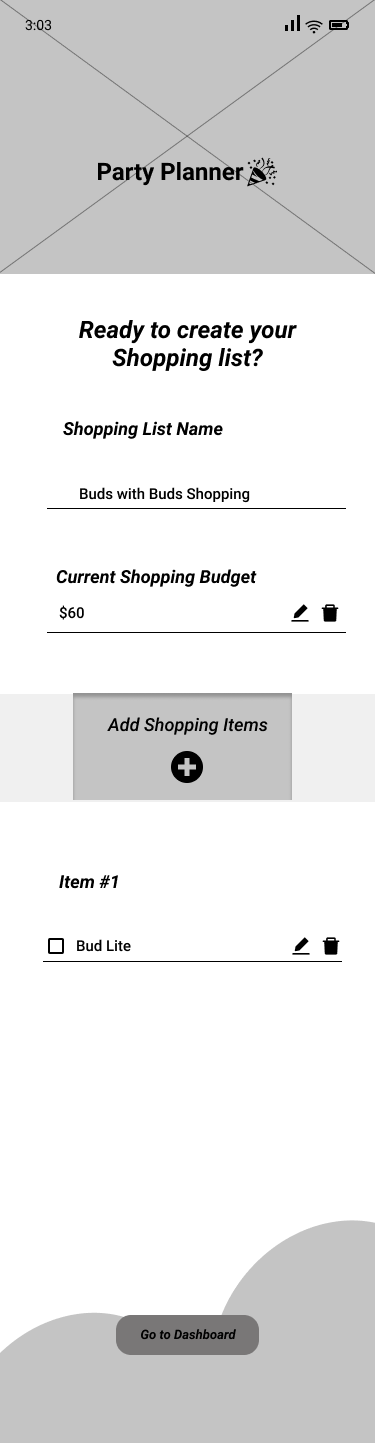 3:03
Party Planner
Ready to create your
Shopping list?
Shopping List Name
Buds with Buds Shopping
Current Shopping Budget
$60
Add Shopping Items
Item #1
Bud Lite
Go to Dashboard